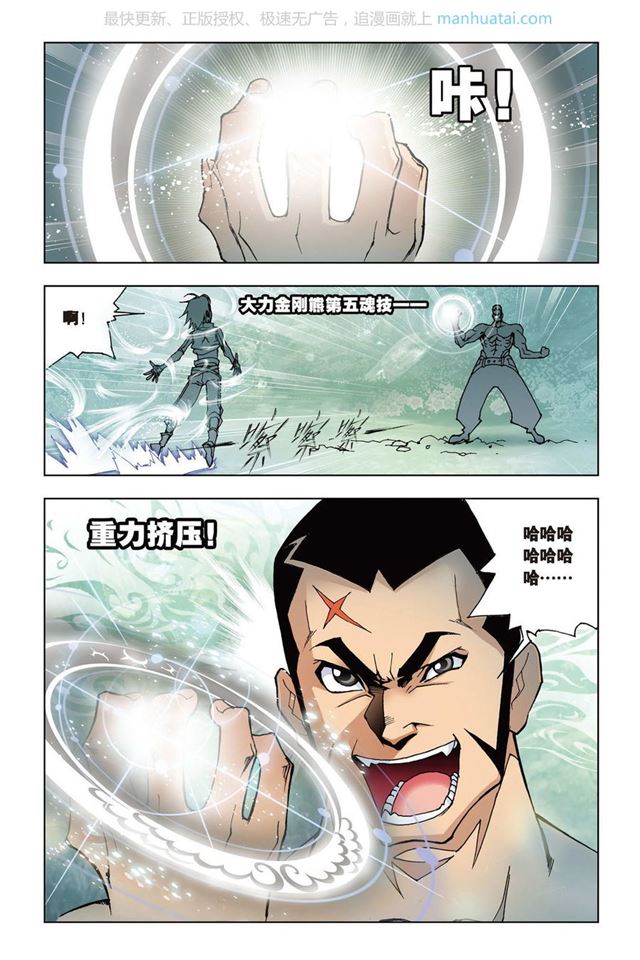 最快更新、正版授权、极速无广告，追漫画就上 manhuatai.com
咔！
大力金刚熊第五魂技——
啊！
嚓 嚓 嚓
重力挤压！
哈哈哈
哈哈哈
哈……